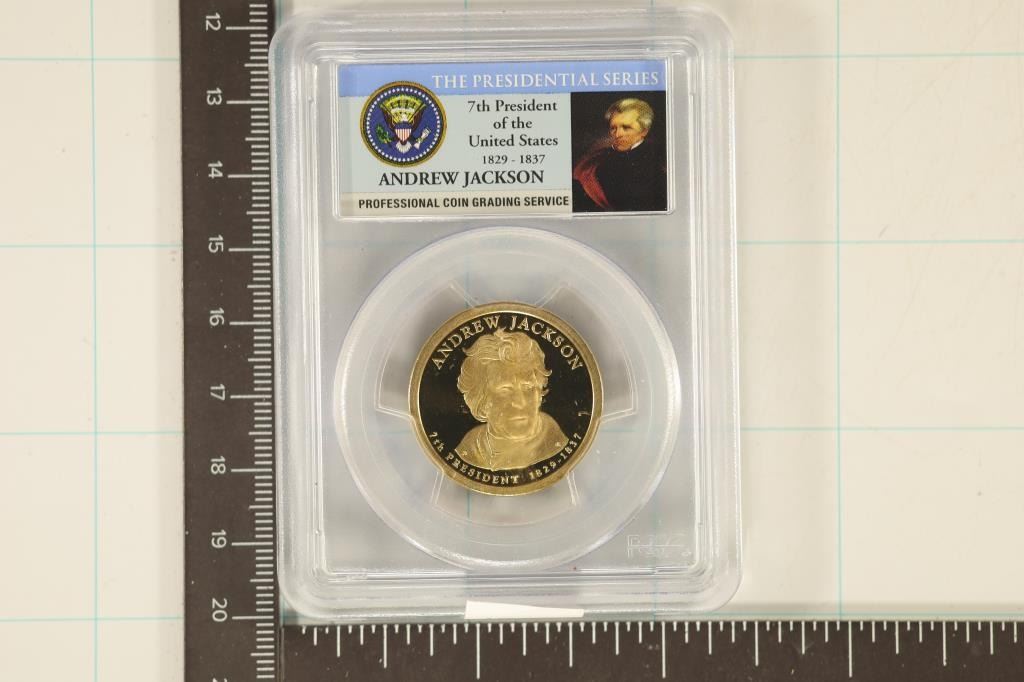 THE PRESIDENTIAL SERIES
7th President
of the
United States
1829 - 1837
ANDREW JACKSON
PROFESSIONAL COIN GRADING SERVICE
ANDREW JACKSON
7th PRESIDENT 1829-1837
12
13
14
15
16
17
18
19
20